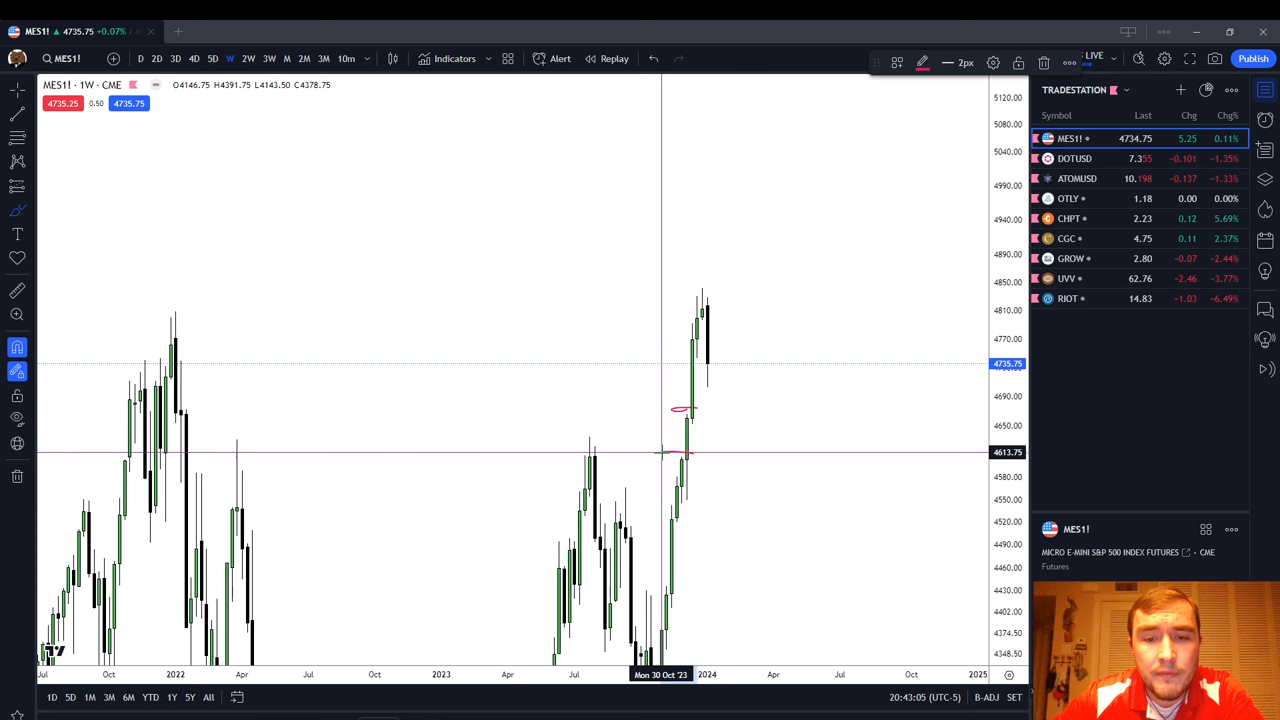 MES1! 4735.75 +0.07%
MES1! D 2D 3D 4D 5D W 2W 3W M 2M 3M 10m Indicators Alert Replay 2px LIVE Publish
MES1! · 1W · CME O4146.75 H4391.75 L4143.50 C4378.75
4735.25 0.50 4735.75
5120.00
5080.00
5040.00
4990.00
4940.00
4890.00
4850.00
4810.00
4770.00
4735.75
4690.00
4650.00
4613.75
4580.00
4550.00
4520.00
4490.00
4460.00
4430.00
4402.00
4374.50
4348.50
Jul 2022 Apr Jul Oct 2023 Apr Jul Mon 30 Oct '23 2024 Apr Jul Oct 2025
1D 5D 1M 3M 6M YTD 1Y 5Y All 20:43:05 (UTC-5) B-ADJ SET
TRADESTATION
Symbol Last Chg Chg%
MES1! 4734.75 5.25 0.11%
DOTUSD 7.355 -0.101 -1.35%
ATOMUSD 10.198 -0.137 -1.33%
OTLY 1.18 0.00 0.00%
CHPT 2.23 0.12 5.69%
CGC 4.75 0.11 2.37%
GROW 2.80 -0.07 -2.44%
UVV 62.76 -2.46 -3.77%
RIOT 14.83 -1.03 -6.49%
MES1!
MICRO E-MINI S&P 500 INDEX FUTURES · CME
Futures